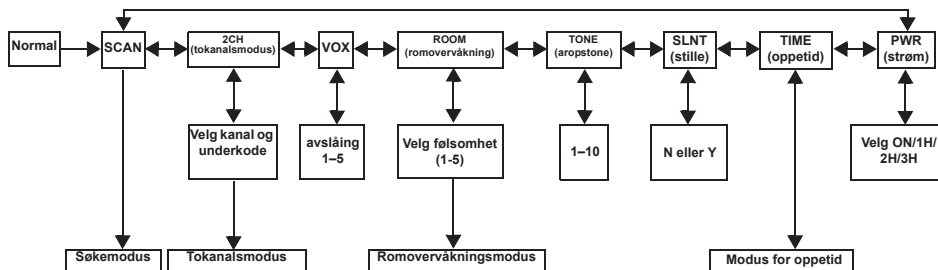 Normal
SCAN
2CH
(tokanalsmodus)
VOX
ROOM
(romovervåkning)
TONE
(aropstone)
SLNT
(stille)
TIME
(oppetid)
PWR
(strøm)
Velg kanal og
underkode
avslåing
1–5
Velg følsomhet
(1-5)
1–10
N eller Y
Velg ON/1H/
2H/3H
Søkemodus
Tokanalsmodus
Romovervåkningsmodus
Modus for oppetid